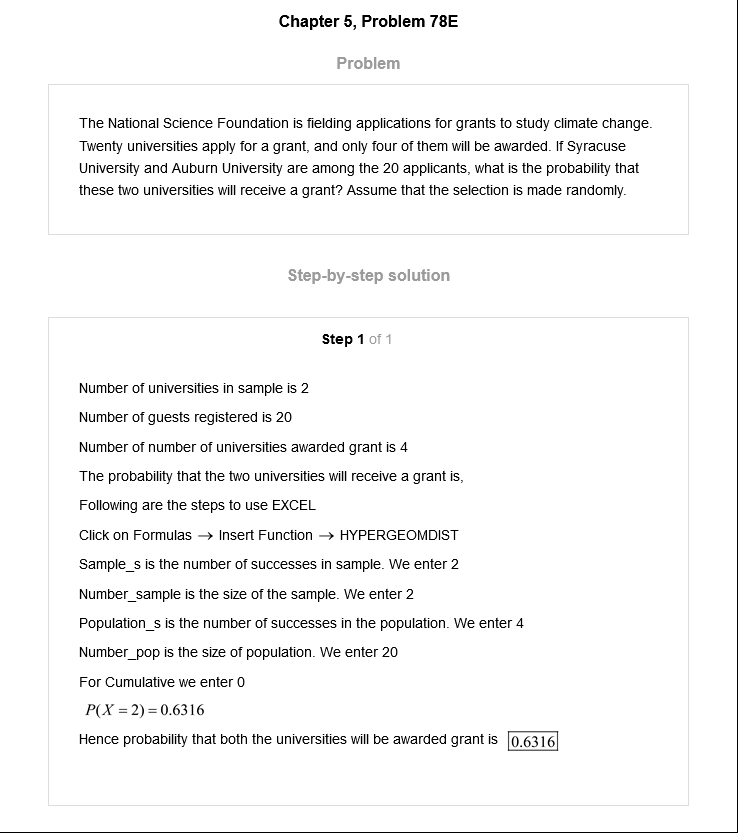 Chapter 5, Problem 78E
Problem
The National Science Foundation is fielding applications for grants to study climate change.
Twenty universities apply for a grant, and only four of them will be awarded. If Syracuse
University and Auburn University are among the 20 applicants, what is the probability that
these two universities will receive a grant? Assume that the selection is made randomly.
Step-by-step solution
Step 1 of 1
Number of universities in sample is 2
Number of guests registered is 20
Number of number of universities awarded grant is 4
The probability that the two universities will receive a grant is,
Following are the steps to use EXCEL
Click on Formulas → Insert Function → HYPERGEOMDIST
Sample_s is the number of successes in sample. We enter 2
Number_sample is the size of the sample. We enter 2
Population_s is the number of successes in the population. We enter 4
Number_pop is the size of population. We enter 20
For Cumulative we enter 0
P(X = 2) = 0.6316
Hence probability that both the universities will be awarded grant is 0.6316